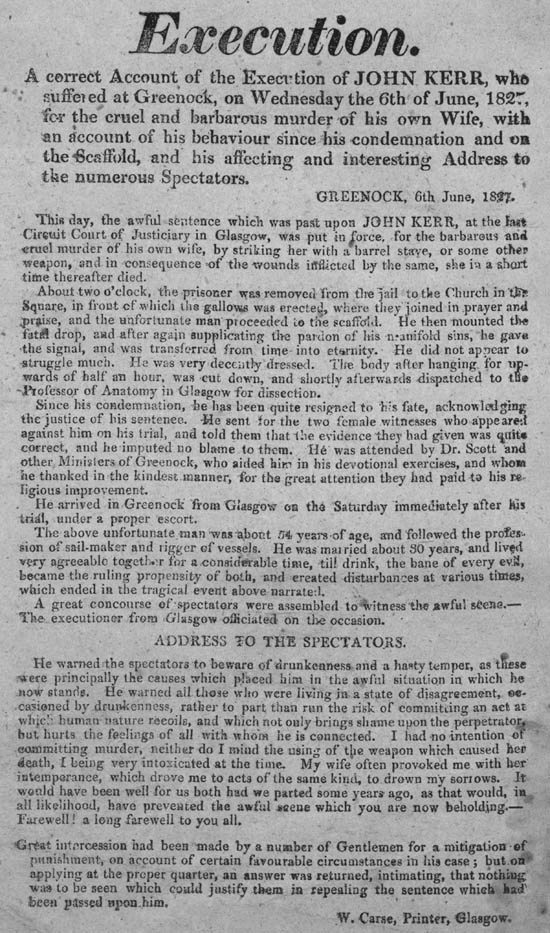 Execution.
A correct Account of the Execution of JOHN KERR, who
suffered at Greenock, on Wednesday the 6th of June, 1827,
for the cruel and barbarous murder of his own Wife, with
an account of his behaviour since his condemnation and on
the Scaffold, and his affecting and interesting Address to
the numerous Spectators.
GREENOCK, 6th June, 1827.
This day, the awful sentence which was past upon JOHN KERR, at the last
Circuit Court of Justiciary in Glasgow, was put in force, for the barbarous and
cruel murder of his own wife, by striking her with a barrel stave, or some other
weapon, and in consequence of the wounds inflicted by the same, she in a short
time thereafter died.
About two o'clock, the prisoner was removed from the jail to the Church in the
Square, in front of which the gallows was erected, where they joined in prayer and
praise, and the unfortunate man proceeded to the scaffold. He then mounted the
fatal drop, and after again supplicating the pardon of his manifold sins, he gave
the signal, and was transferred from time into eternity. He did not appear to
struggle much. He was very decently dressed. The body after hanging for up-
wards of half an hour, was cut down, and shortly afterwards dispatched to the
Professor of Anatomy in Glasgow for dissection.
Since his condemnation, he has been quite resigned to his fate, acknowledging
the justice of his sentence. He sent for the two female witnesses who appeared
against him on his trial, and told them that the evidence they had given was quite
correct, and he imputed no blame to them. He was attended by Dr. Scott and
other Ministers of Greenock, who aided him in his devotional exercises, and whom
he thanked in the kindest manner, for the great attention they had paid to his re-
ligious improvement.
He arrived in Greenock from Glasgow on the Saturday immediately after his
trial, under a proper escort.
The above unfortunate man was about 54 years of age, and followed the profes-
sion of sail-maker and rigger of vessels. He was married about 30 years, and lived
very agreeable together for a considerable time, till drink, the bane of every evil,
became the ruling propensity of both, and created disturbances at various times,
which ended in the tragical event above narrated.
A great concourse of spectators were assembled to witness the awful scene.—
The executioner from Glasgow officiated on the occasion.
ADDRESS TO THE SPECTATORS.
He warned the spectators to beware of drunkenness and a hasty temper, as these
were principally the causes which placed him in the awful situation in which he
now stands. He warned all those who were living in a state of disagreement, oc-
casioned by drunkenness, rather to part than run the risk of committing an act at
which human nature recoils, and which not only brings shame upon the perpetrator,
but hurts the feelings of all with whom he is connected. I had no intention of
committing murder, neither do I mind the using of the weapon which caused her
death, I being very intoxicated at the time. My wife often provoked me with her
intemperance, which drove me to acts of the same kind, to drown my sorrows. It
would have been well for us both had we parted some years ago, as that would, in
all likelihood, have prevented the awful scene which you are now beholding.—
Farewell! a long farewell to you all.
Great intercession had been made by a number of Gentlemen for a mitigation of
punishment, on account of certain favourable circumstances in his case; but on
applying at the proper quarter, an answer was returned, intimating, that nothing
was to be seen which could justify them in repealing the sentence which had
been passed upon him.
W. Carse, Printer, Glasgow.